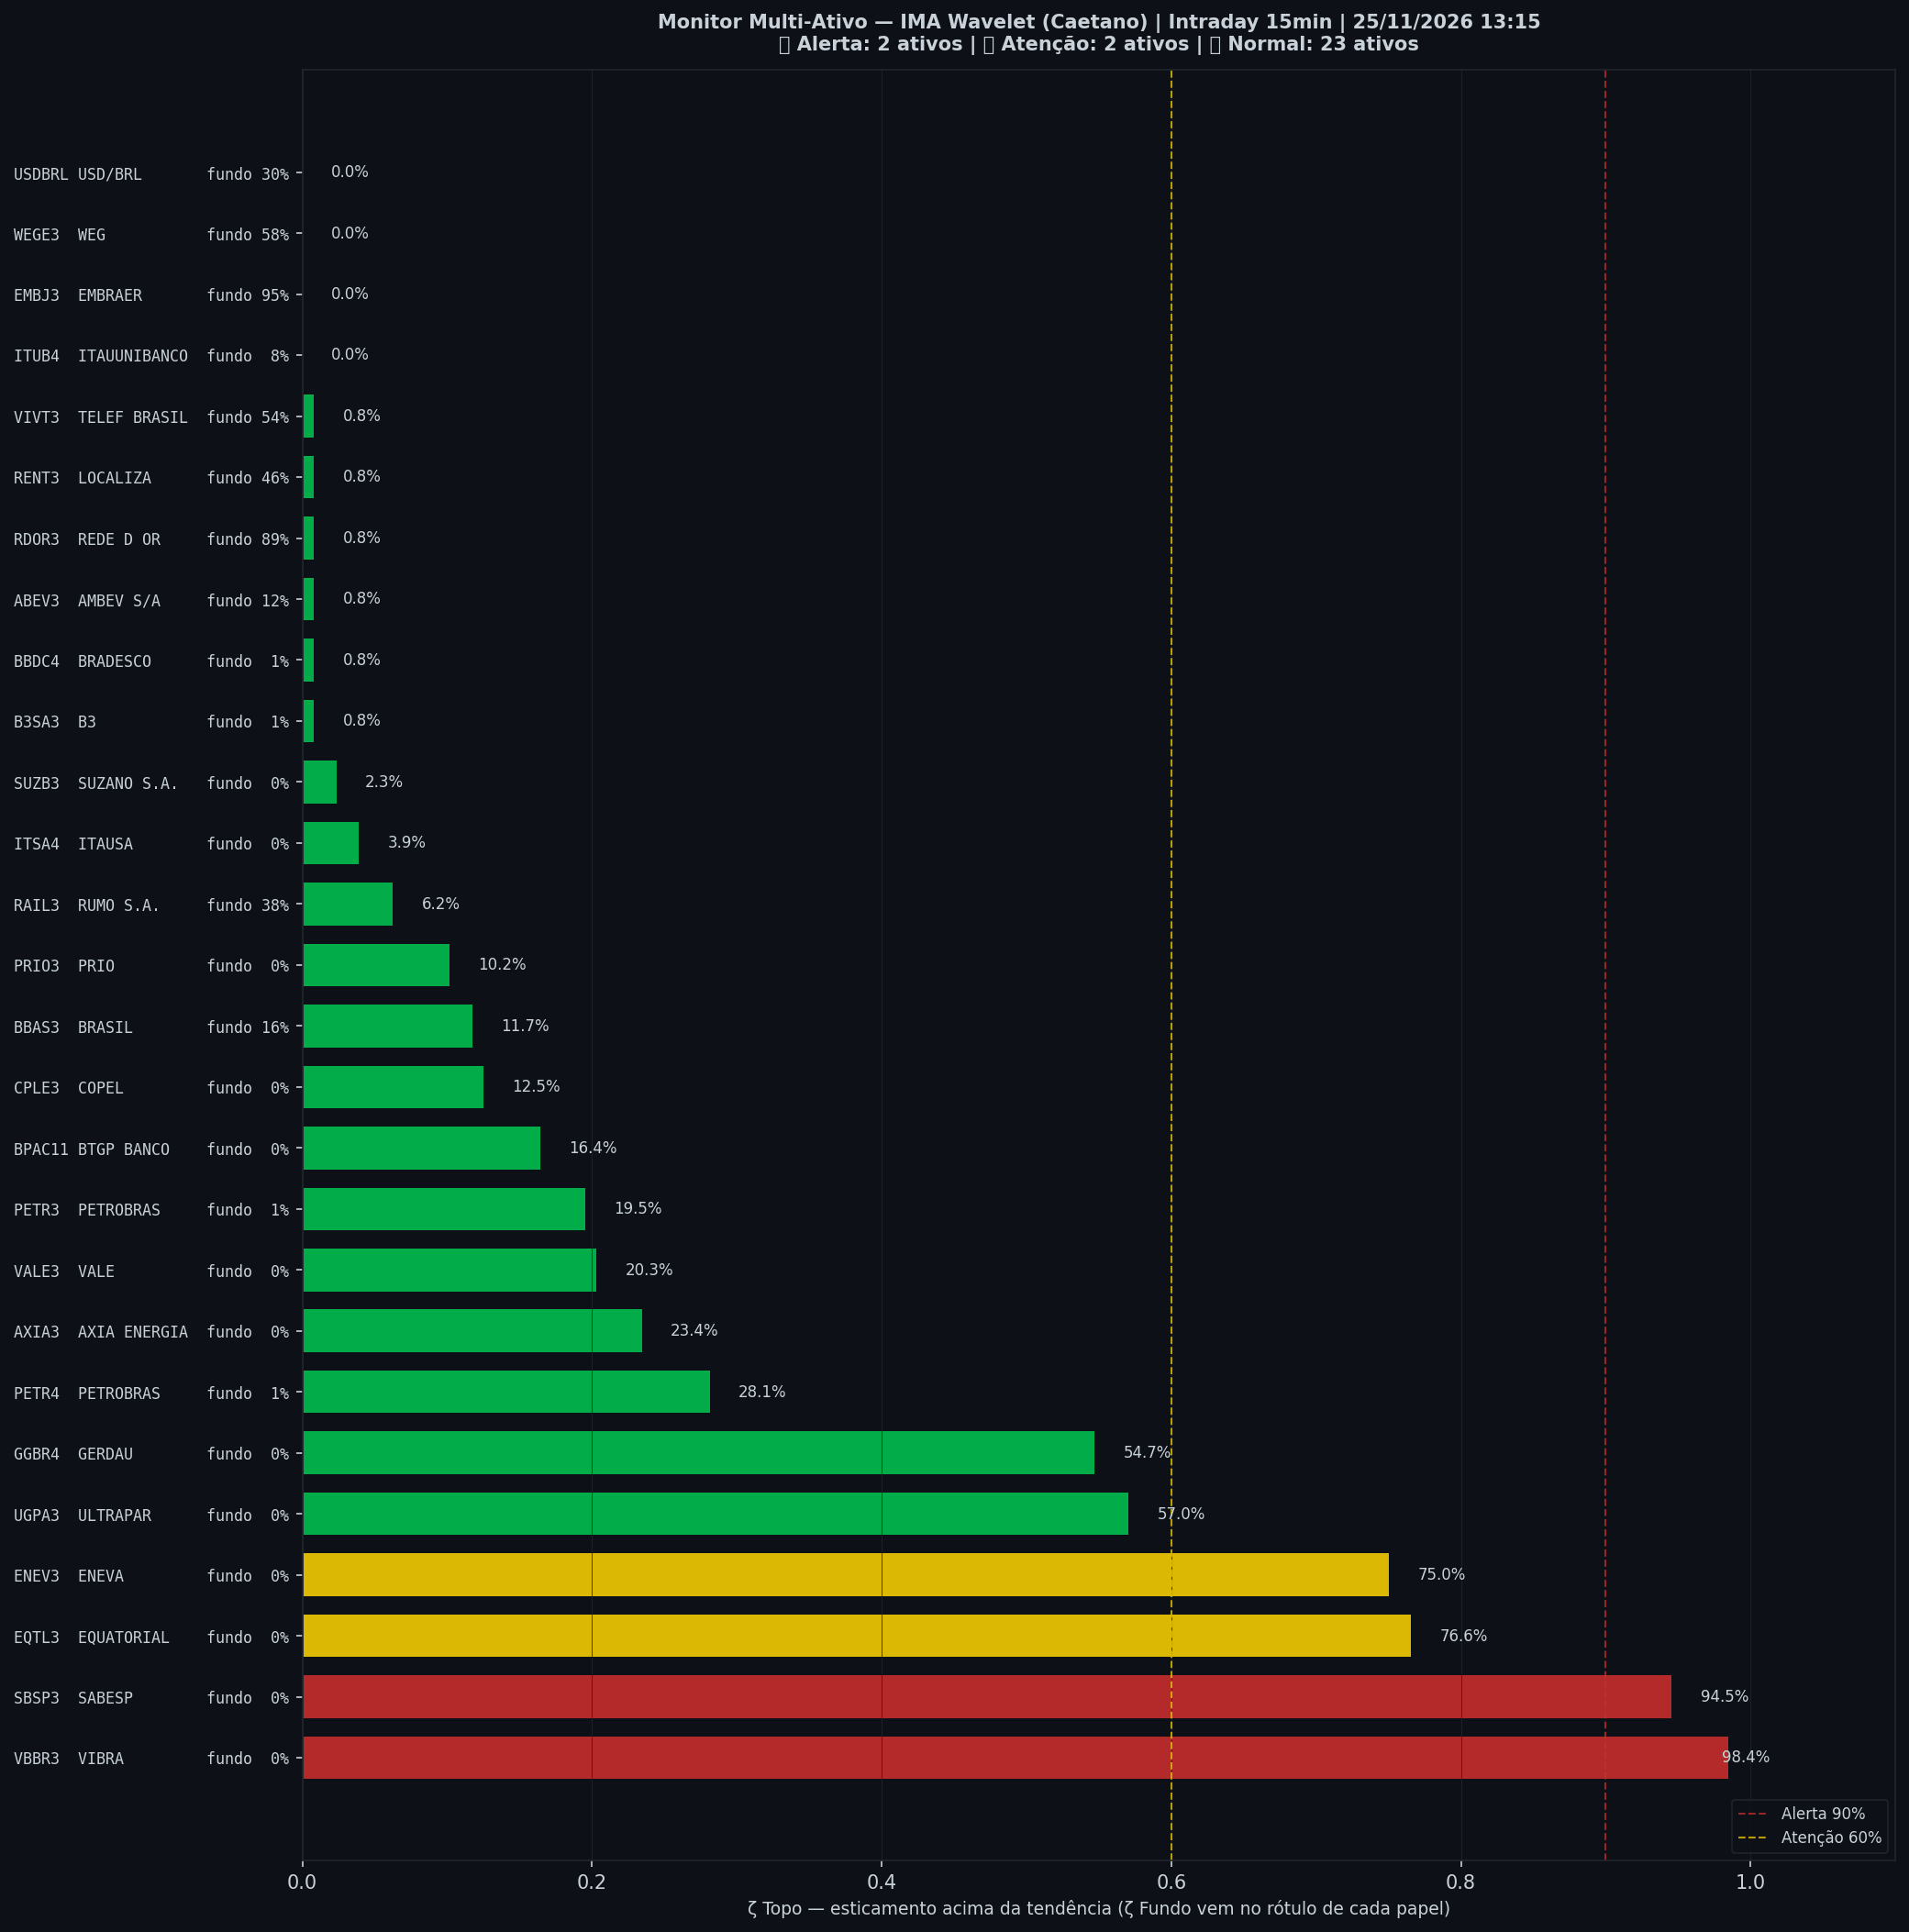 Monitor Multi-Ativo — IMA Wavelet (Caetano) | Intraday 15min | 25/11/2026 13:15
▯ Alerta: 2 ativos | ▯ Atenção: 2 ativos | ▯ Normal: 23 ativos
USDBRL USD/BRL fundo 30% 0.0%
WEGE3 WEG fundo 58% 0.0%
EMBJ3 EMBRAER fundo 95% 0.0%
ITUB4 ITAUUNIBANCO fundo 8% 0.0%
VIVT3 TELEF BRASIL fundo 54% 0.8%
RENT3 LOCALIZA fundo 46% 0.8%
RDOR3 REDE D OR fundo 89% 0.8%
ABEV3 AMBEV S/A fundo 12% 0.8%
BBDC4 BRADESCO fundo 1% 0.8%
B3SA3 B3 fundo 1% 0.8%
SUZB3 SUZANO S.A. fundo 0% 2.3%
ITSA4 ITAUSA fundo 0% 3.9%
RAIL3 RUMO S.A. fundo 38% 6.2%
PRIO3 PRIO fundo 0% 10.2%
BBAS3 BRASIL fundo 16% 11.7%
CPLE3 COPEL fundo 0% 12.5%
BPAC11 BTGP BANCO fundo 0% 16.4%
PETR3 PETROBRAS fundo 1% 19.5%
VALE3 VALE fundo 0% 20.3%
AXIA3 AXIA ENERGIA fundo 0% 23.4%
PETR4 PETROBRAS fundo 1% 28.1%
GGBR4 GERDAU fundo 0% 54.7%
UGPA3 ULTRAPAR fundo 0% 57.0%
ENEV3 ENEVA fundo 0% 75.0%
EQTL3 EQUATORIAL fundo 0% 76.6%
SBSP3 SABESP fundo 0% 94.5%
VBBR3 VIBRA fundo 0% 98.4%
Alerta 90%
Atenção 60%
0.0 0.2 0.4 0.6 0.8 1.0
ζ Topo — esticamento acima da tendência (ζ Fundo vem no rótulo de cada papel)